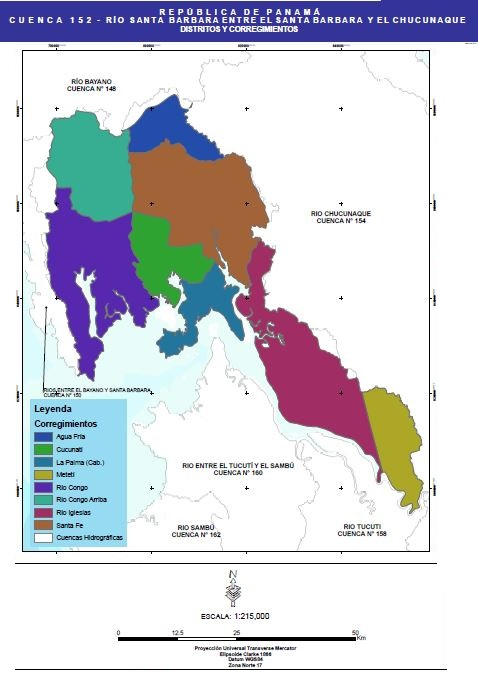 REPÚBLICA DE PANAMÁ
CUENCA 152 - RÍO SANTA BARBARA ENTRE EL SANTA BARBARA Y EL CHUCUNAQUE
DISTRITOS Y CORREGIMIENTOS
RÍO BAYANO
CUENCA N° 148
RIO CHUCUNAQUE
CUENCA N° 154
RIOS ENTRE EL BAYANO Y SANTA BARBARA
CUENCA N° 150
Leyenda
Corregimientos
Agua Fria
Cucunatí
La Palma (Cab.)
Metetí
Río Congo
Río Congo Arriba
Río Iglesias
Santa Fe
Cuencas Hidrográficas
RIO ENTRE EL TUCUTÍ Y EL SAMBÚ
CUENCA N° 160
RIO SAMBÚ
CUENCA N° 162
RIO TUCUTI
CUENCA N° 158
N
ESCALA: 1:215,000
0 12.5 25 50
Km
Proyección Universal Transverse Mercator
Elipsoide Clarke 1866
Datum WGS84
Zona Norte 17